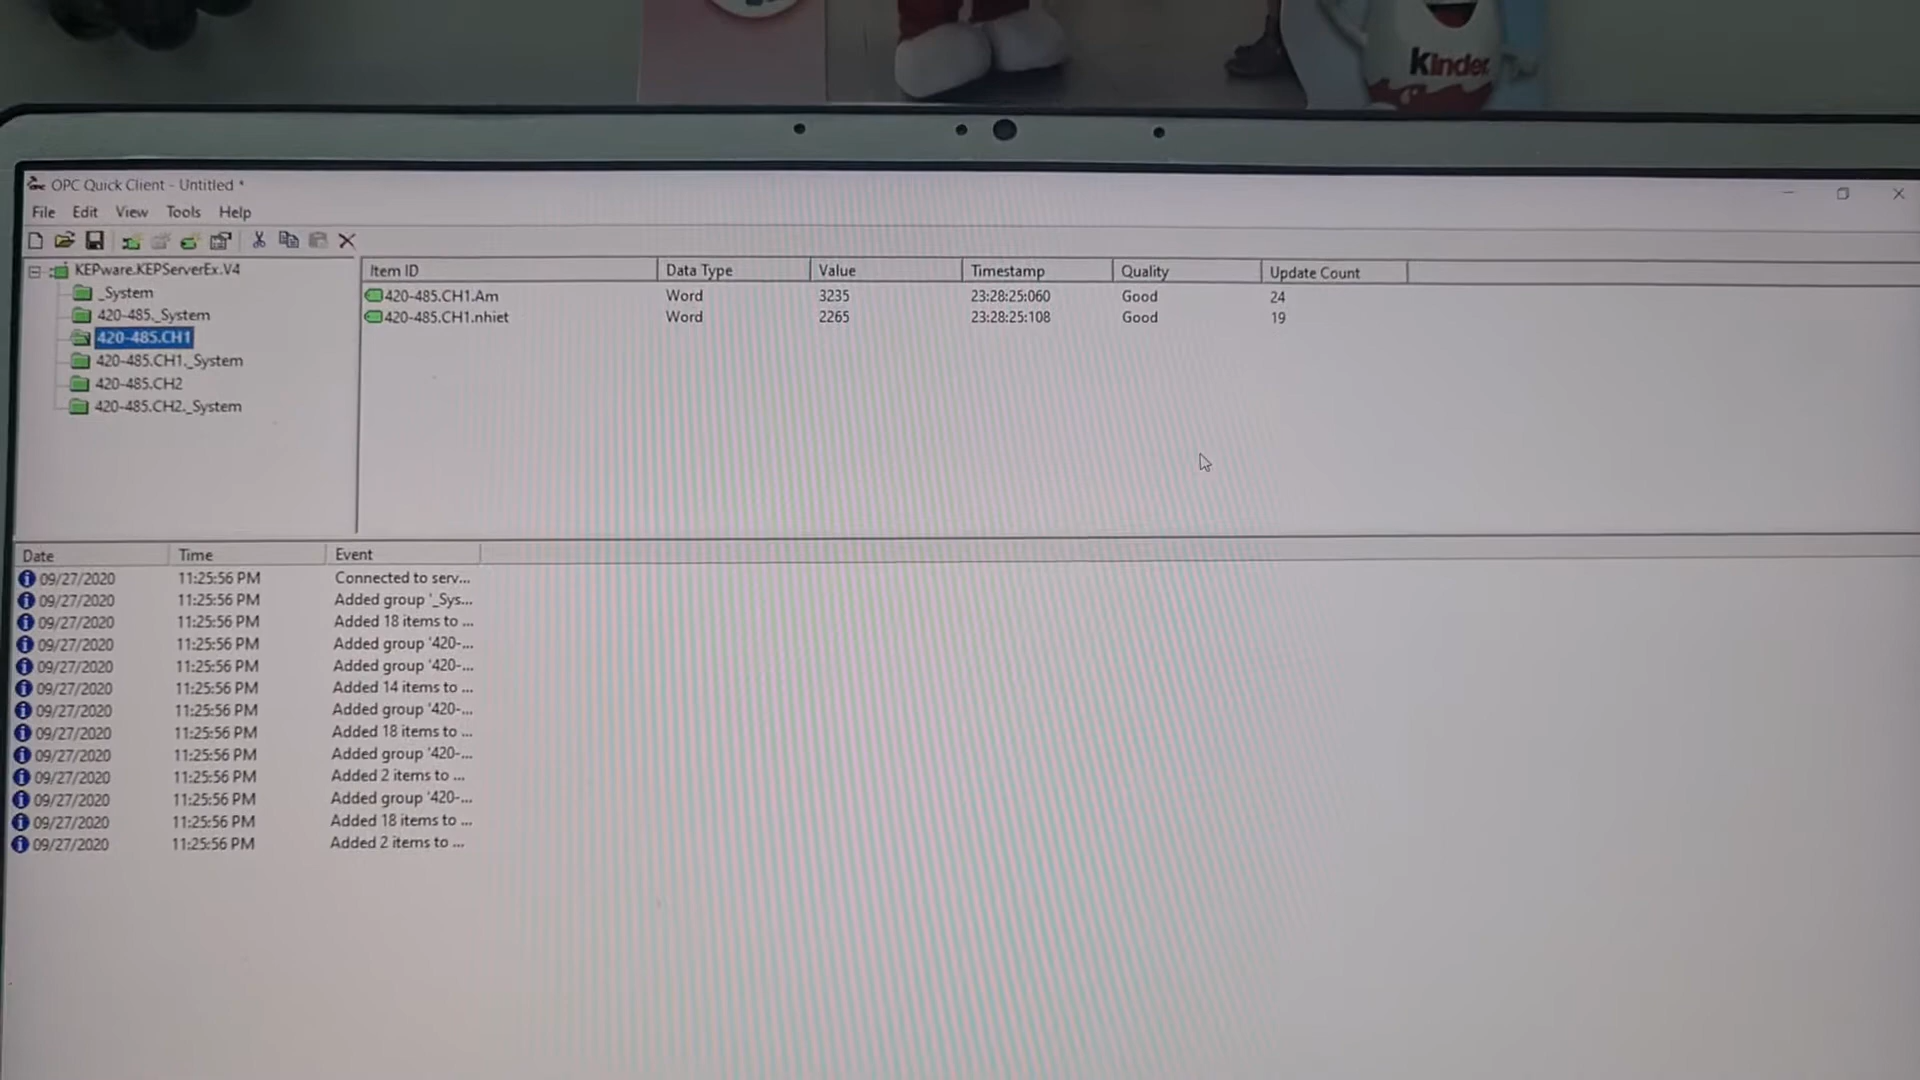 Kinder
OPC Quick Client - Untitled *
File Edit View Tools Help
KEPware.KEPServerEx.V4
_System
420-485._System
420-485.CH1
420-485.CH1._System
420-485.CH2
420-485.CH2._System
Item ID Data Type Value Timestamp Quality Update Count
420-485.CH1.Am Word 3235 23:28:25:060 Good 24
420-485.CH1.nhiet Word 2265 23:28:25:108 Good 19
Date Time Event
09/27/2020 11:25:56 PM Connected to serv...
09/27/2020 11:25:56 PM Added group '_Sys...
09/27/2020 11:25:56 PM Added 18 items to ...
09/27/2020 11:25:56 PM Added group '420-...
09/27/2020 11:25:56 PM Added group '420-...
09/27/2020 11:25:56 PM Added 14 items to ...
09/27/2020 11:25:56 PM Added group '420-...
09/27/2020 11:25:56 PM Added 18 items to ...
09/27/2020 11:25:56 PM Added group '420-...
09/27/2020 11:25:56 PM Added 2 items to ...
09/27/2020 11:25:56 PM Added group '420-...
09/27/2020 11:25:56 PM Added 18 items to ...
09/27/2020 11:25:56 PM Added 2 items to ...